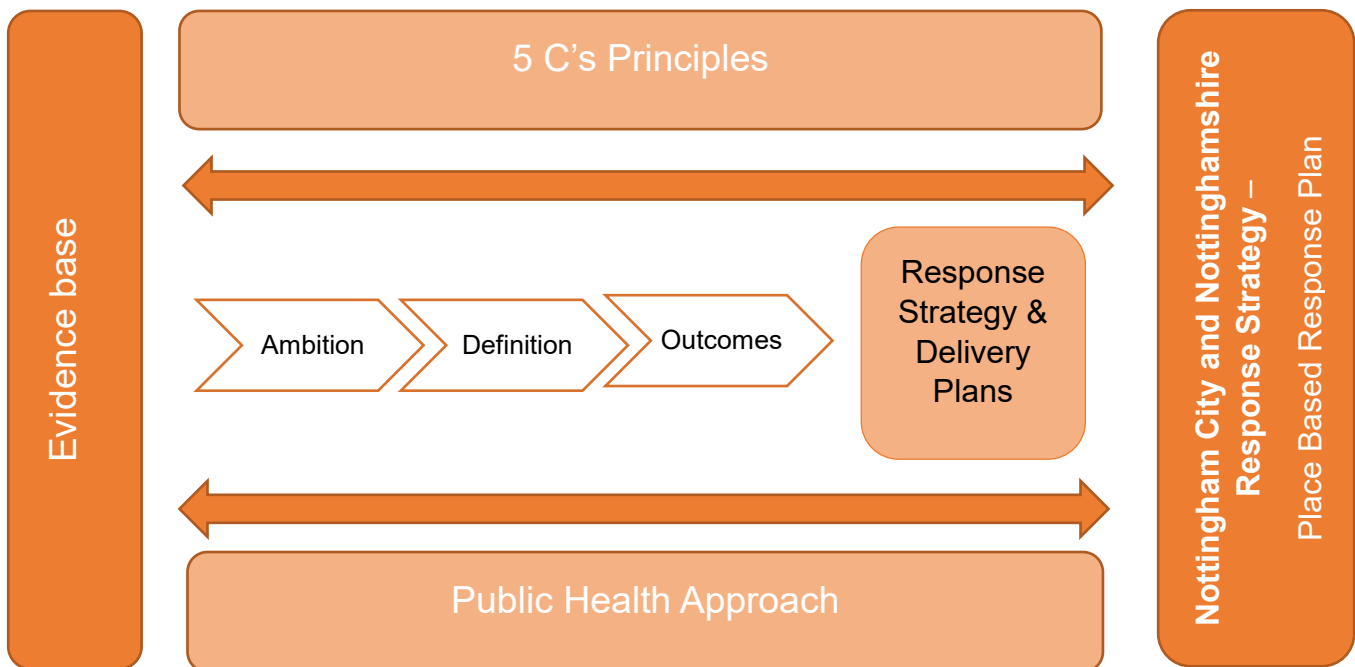 Evidence base
5 C’s Principles
Ambition
Definition
Outcomes
Response
Strategy &
Delivery
Plans
Public Health Approach
Nottingham City and Nottinghamshire
Response Strategy –
Place Based Response Plan